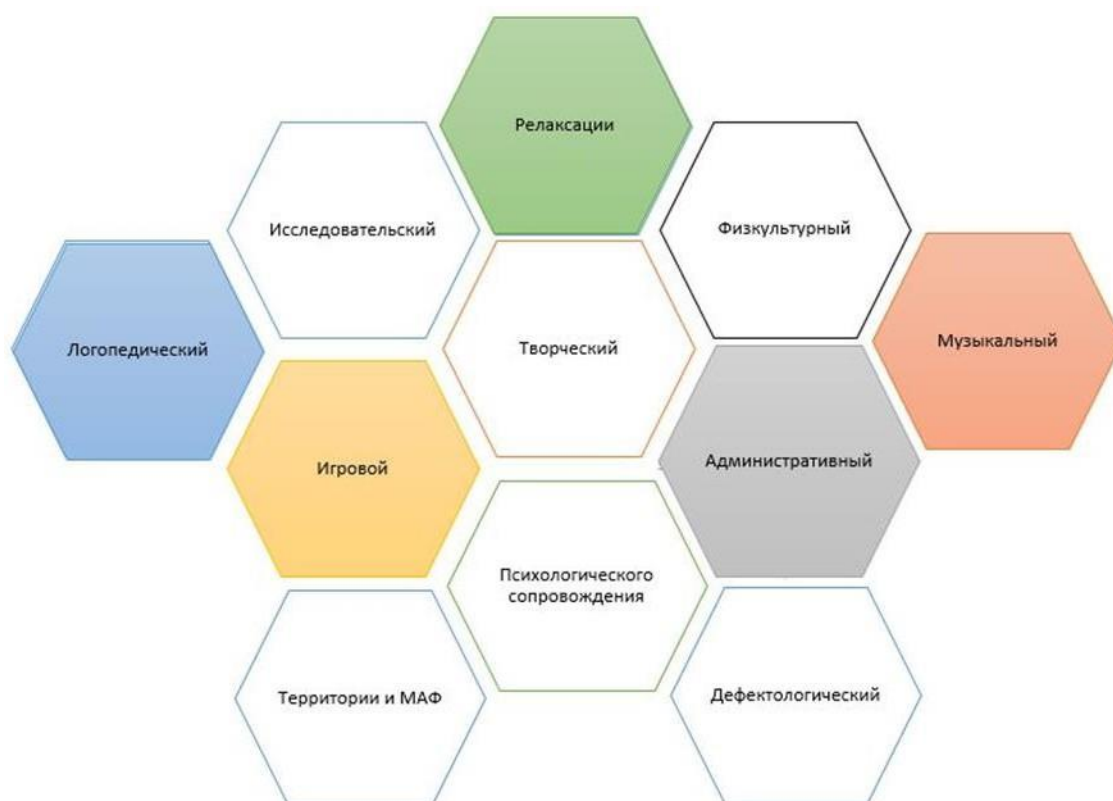 Релаксации
Исследовательский
Физкультурный
Логопедический
Творческий
Музыкальный
Игровой
Административный
Психологического
сопровождения
Территории и МАФ
Дефектологический